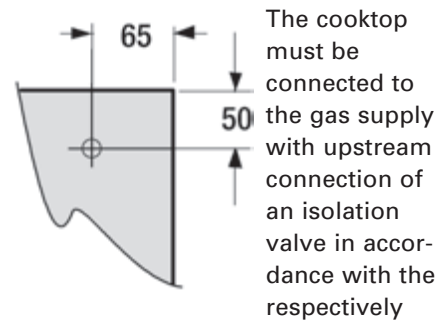 65
50
The cooktop
must be
connected to
the gas supply
with upstream
connection of
an isolation
valve in accor-
dance with the
respectively